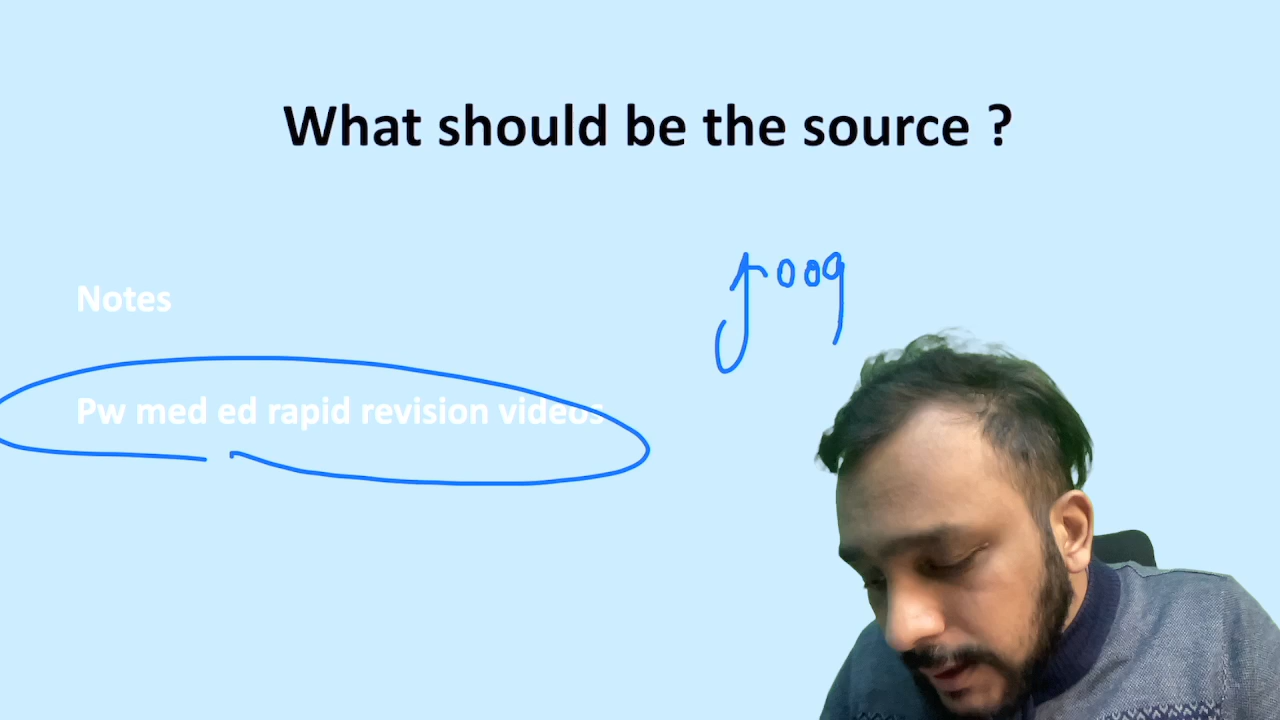 What should be the source ?
Notes
Pw med ed rapid revision videos